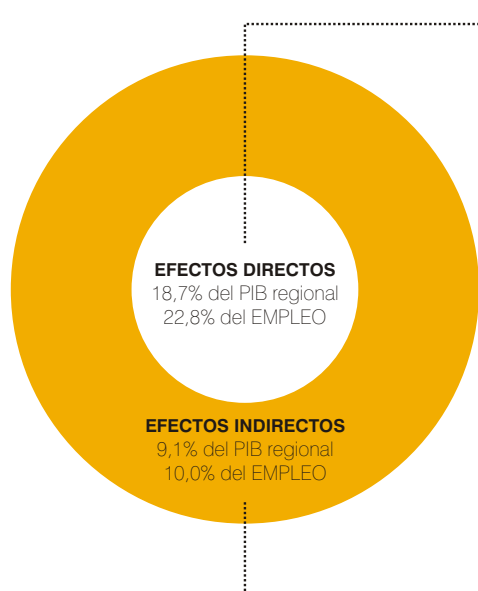 EFECTOS DIRECTOS
18,7% del PIB regional
22,8% del EMPLEO
EFECTOS INDIRECTOS
9,1% del PIB regional
10,0% del EMPLEO